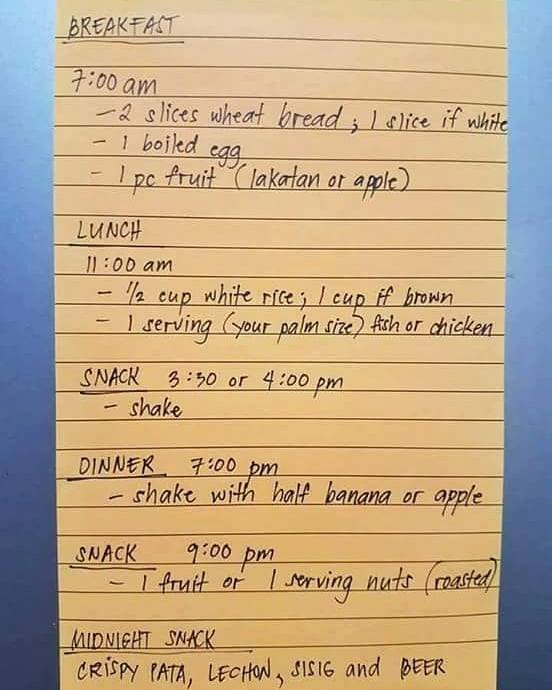 BREAKFAST
7:00 am
- 2 slices wheat bread ; 1 slice if white
- 1 boiled egg
- 1 pc fruit (lakatan or apple)
LUNCH
11:00 am
- 1/2 cup white rice ; 1 cup if brown
- 1 serving (your palm size) fish or chicken
SNACK 3:30 or 4:00 pm
- shake
DINNER 7:00 pm
- shake with half banana or apple
SNACK 9:00 pm
- 1 fruit or 1 serving nuts (roasted)
MIDNIGHT SNACK
CRISPY PATA, LECHON, SISIG and BEER